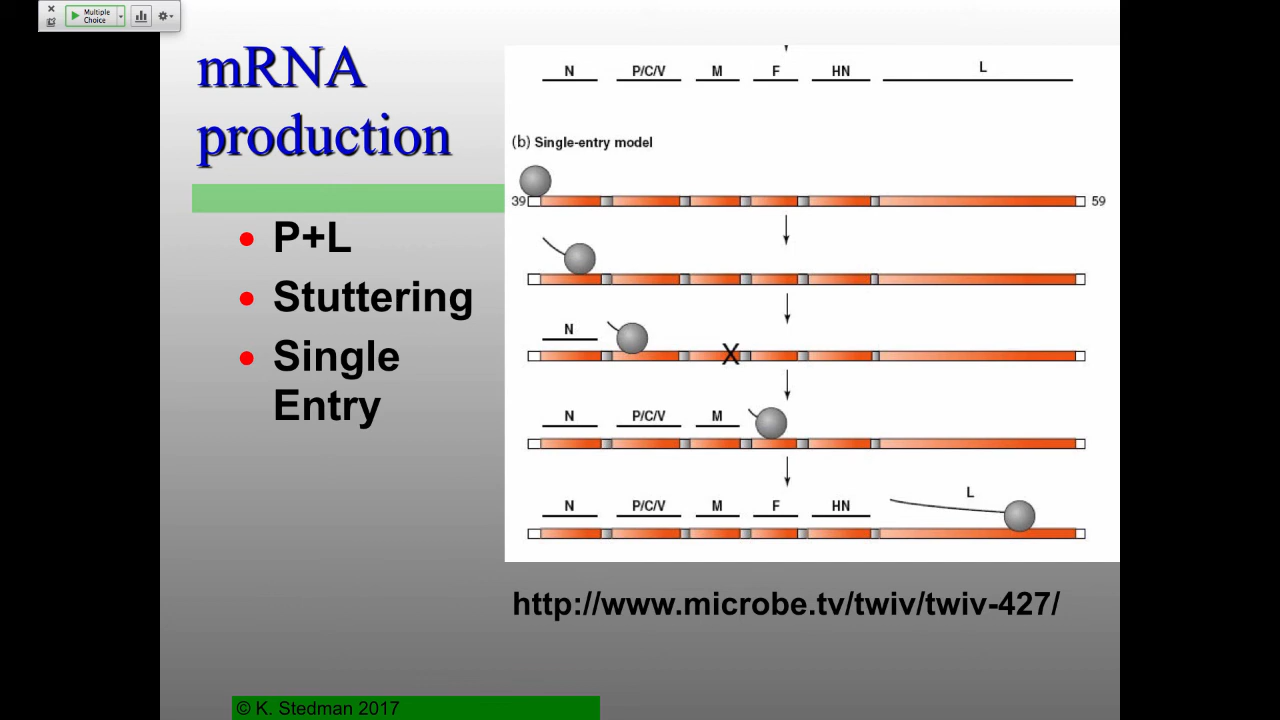 Multiple
Choice
mRNA
production
P+L
Stuttering
Single
Entry
N P/C/V M F HN L
(b) Single-entry model
39 59
N
X
N P/C/V M
N P/C/V M F HN L
http://www.microbe.tv/twiv/twiv-427/
© K. Stedman 2017